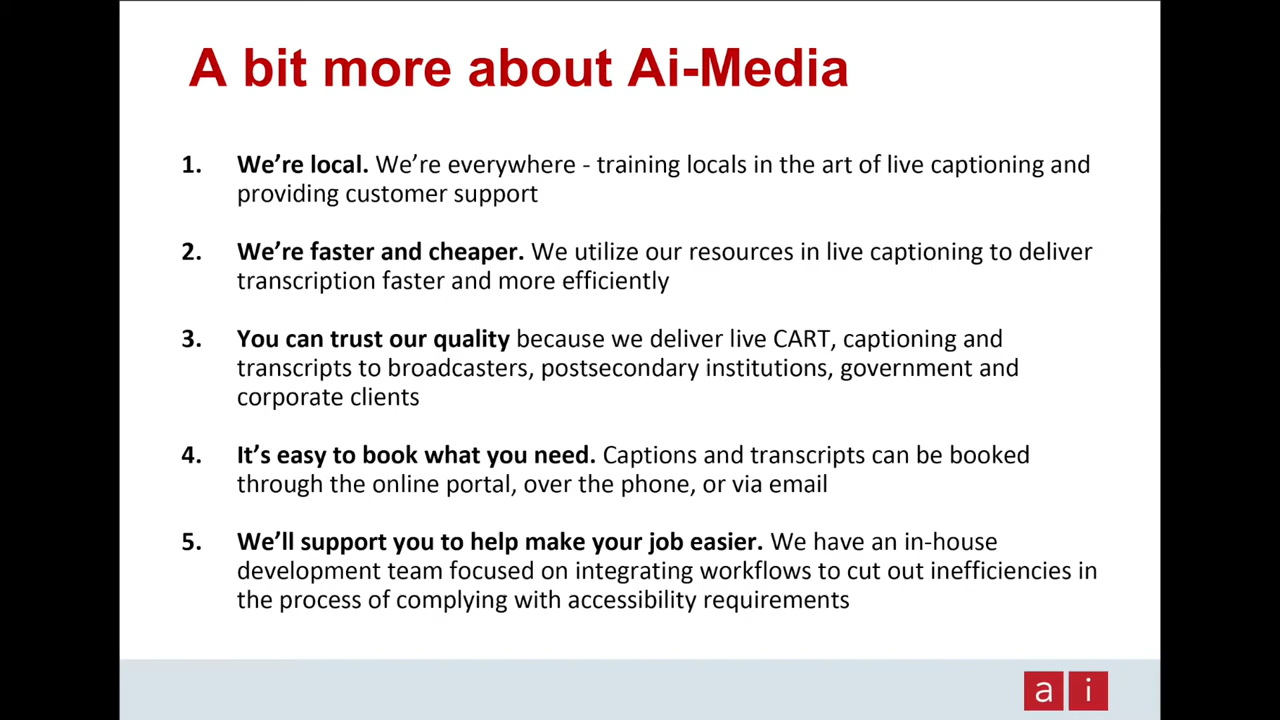 A bit more about Ai-Media
1. We’re local. We’re everywhere - training locals in the art of live captioning and
providing customer support
2. We’re faster and cheaper. We utilize our resources in live captioning to deliver
transcription faster and more efficiently
3. You can trust our quality because we deliver live CART, captioning and
transcripts to broadcasters, postsecondary institutions, government and
corporate clients
4. It’s easy to book what you need. Captions and transcripts can be booked
through the online portal, over the phone, or via email
5. We’ll support you to help make your job easier. We have an in-house
development team focused on integrating workflows to cut out inefficiencies in
the process of complying with accessibility requirements
a i